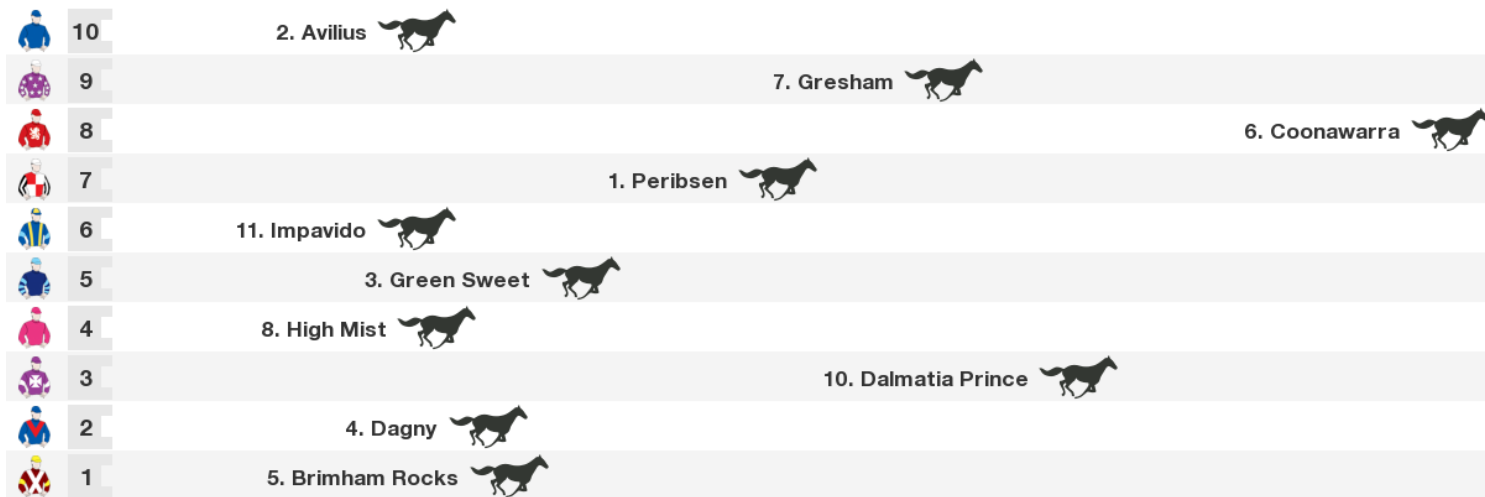 10 2. Avilius
9 7. Gresham
8 6. Coonawarra
7 1. Peribsen
6 11. Impavido
5 3. Green Sweet
4 8. High Mist
3 10. Dalmatia Prince
2 4. Dagny
1 5. Brimham Rocks